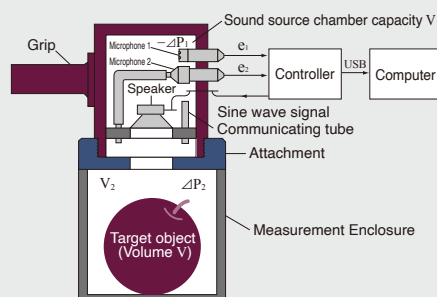 Sound source chamber capacity V
Grip
Microphone 1
-⊿P₁
e₁
Microphone 2
e₂
Controller
USB
Computer
Speaker
Sine wave signal
Communicating tube
Attachment
V₂
⊿P₂
Measurement Enclosure
Target object
(Volume V)